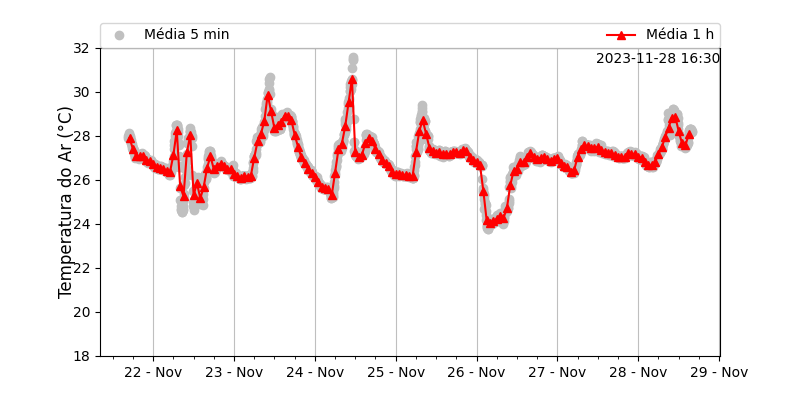 Média 5 min
Média 1 h
2023-11-28 16:30
Temperatura do Ar (°C)
32
30
28
26
24
22
20
18
22 - Nov
23 - Nov
24 - Nov
25 - Nov
26 - Nov
27 - Nov
28 - Nov
29 - Nov